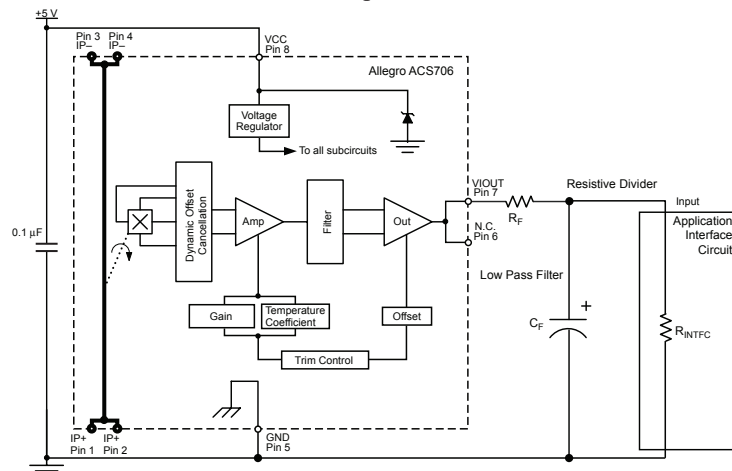 +5 V
Pin 3 Pin 4
IP– IP–
VCC
Pin 8
Allegro ACS706
Voltage
Regulator
To all subcircuits
0.1 µF
Dynamic Offset
Cancellation
Amp
Filter
Out
VIOUT
Pin 7
N.C.
Pin 6
RF
Resistive Divider
Input
Application
Interface
Circuit
Low Pass Filter
CF
+
RINTFC
Gain
Temperature
Coefficient
Offset
Trim Control
IP+ IP+
Pin 1 Pin 2
GND
Pin 5